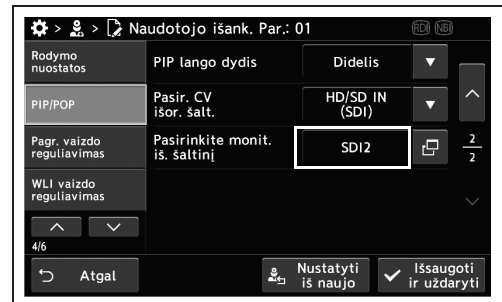 > > Naudotojo išank. Par.: 01 RDI NBI
Rodymo
nuostatos
PIP lango dydis Didelis
PIP/POP
Pasir. CV
išor. šalt.
HD/SD IN
(SDI)
Pagr. vaizdo
reguliavimas
Pasirinkite monit.
iš. šaltinį
SDI2
2
2
WLI vaizdo
reguliavimas
4/6
Atgal
Nustatyti
iš naujo
Išsaugoti
ir uždaryti